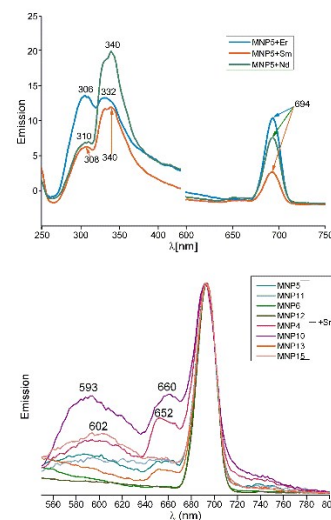 MNP5+Er
MNP5+Sm
MNP5+Nd
Emission
25
20
15
10
5
0
306
332
340
310
308
340
694
250
300
350
400
600
650
700
750
λ[nm]
MNP5
MNP11
MNP6
MNP12
MNP4
MNP10
MNP13
MNP15
Emission
593
602
660
652
560
580
600
620
640
660
680
700
720
740
760
780
λ (nm)